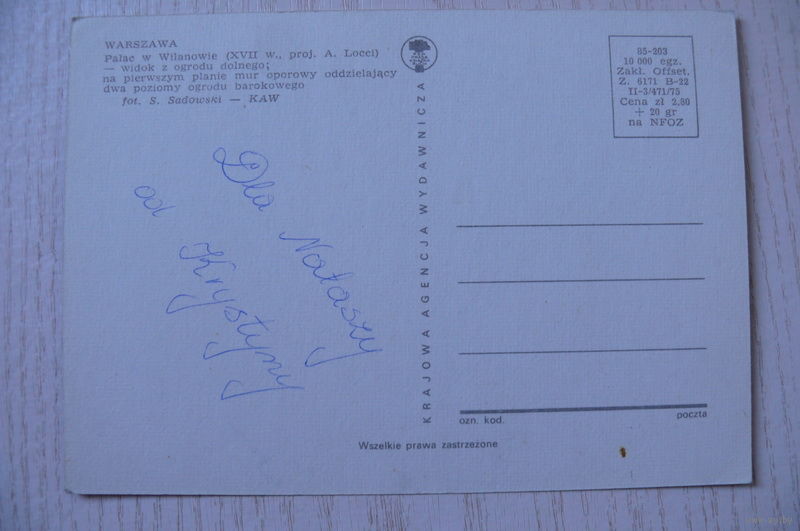 WARSZAWA
Pałac w Wilanowie (XVII w., proj. A. Locci)
— widok z ogrodu dolnego;
na pierwszym planie mur oporowy oddzielający
dwa poziomy ogrodu barokowego
fot. S. Sadowski — KAW
Dla Nataszy
od Krystyny
KRAJOWA AGENCJA WYDAWNICZA
85-203
10 000 egz.
Zakł. Offset.
Z. 6171 B-22
II-3/471/75
Cena zł 2,80
+ 20 gr
na NFOZ
ozn. kod.
poczta
Wszelkie prawa zastrzeżone